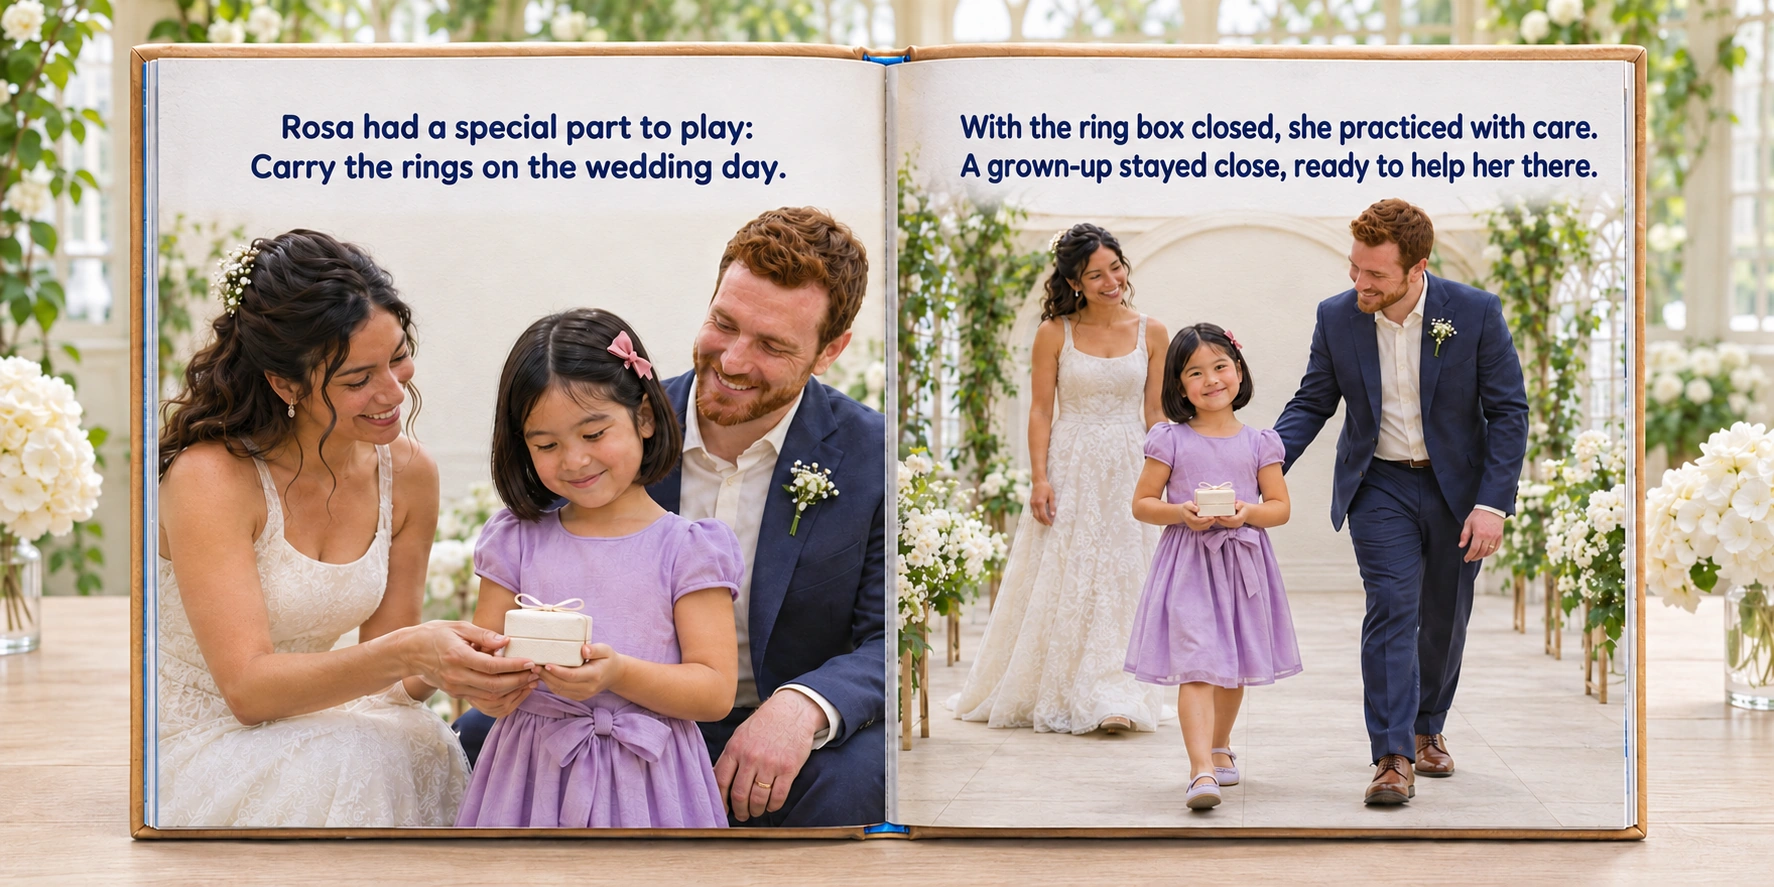 Rosa had a special part to play:
Carry the rings on the wedding day.
With the ring box closed, she practiced with care.
A grown-up stayed close, ready to help her there.